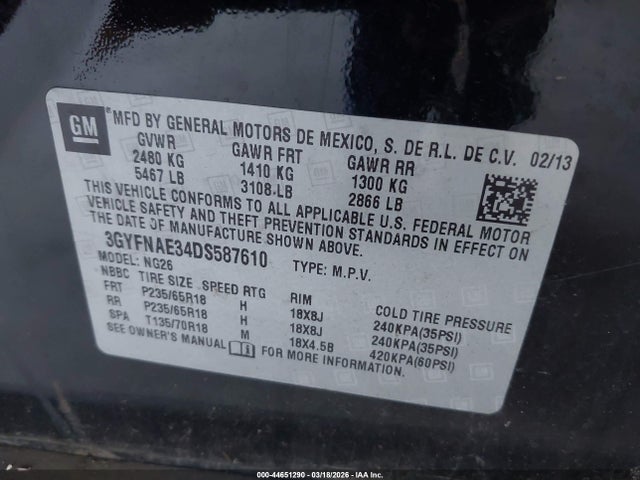 GM
® MFD BY GENERAL MOTORS DE MEXICO, S. DE R.L. DE C.V. 02/13
GVWR GAWR FRT GAWR RR
2480 KG 1410 KG 1300 KG
5467 LB 3108 LB 2866 LB
THIS VEHICLE CONFORMS TO ALL APPLICABLE U.S. FEDERAL MOTOR
VEHICLE SAFETY AND THEFT PREVENTION STANDARDS IN EFFECT ON
THE DATE OF MANUFACTURE SHOWN ABOVE.
3GYFNAE34DS587610 TYPE: M.P.V.
MODEL: NG26
NBBC TIRE SIZE SPEED RTG RIM COLD TIRE PRESSURE
FRT P235/65R18 H 18X8J 240KPA(35PSI)
RR P235/65R18 H 18X8J 240KPA(35PSI)
SPA T135/70R18 M 18X4.5B 420KPA(60PSI)
SEE OWNER'S MANUAL FOR MORE INFORMATION.
000-44651290 - 03/18/2026 - IAA Inc.